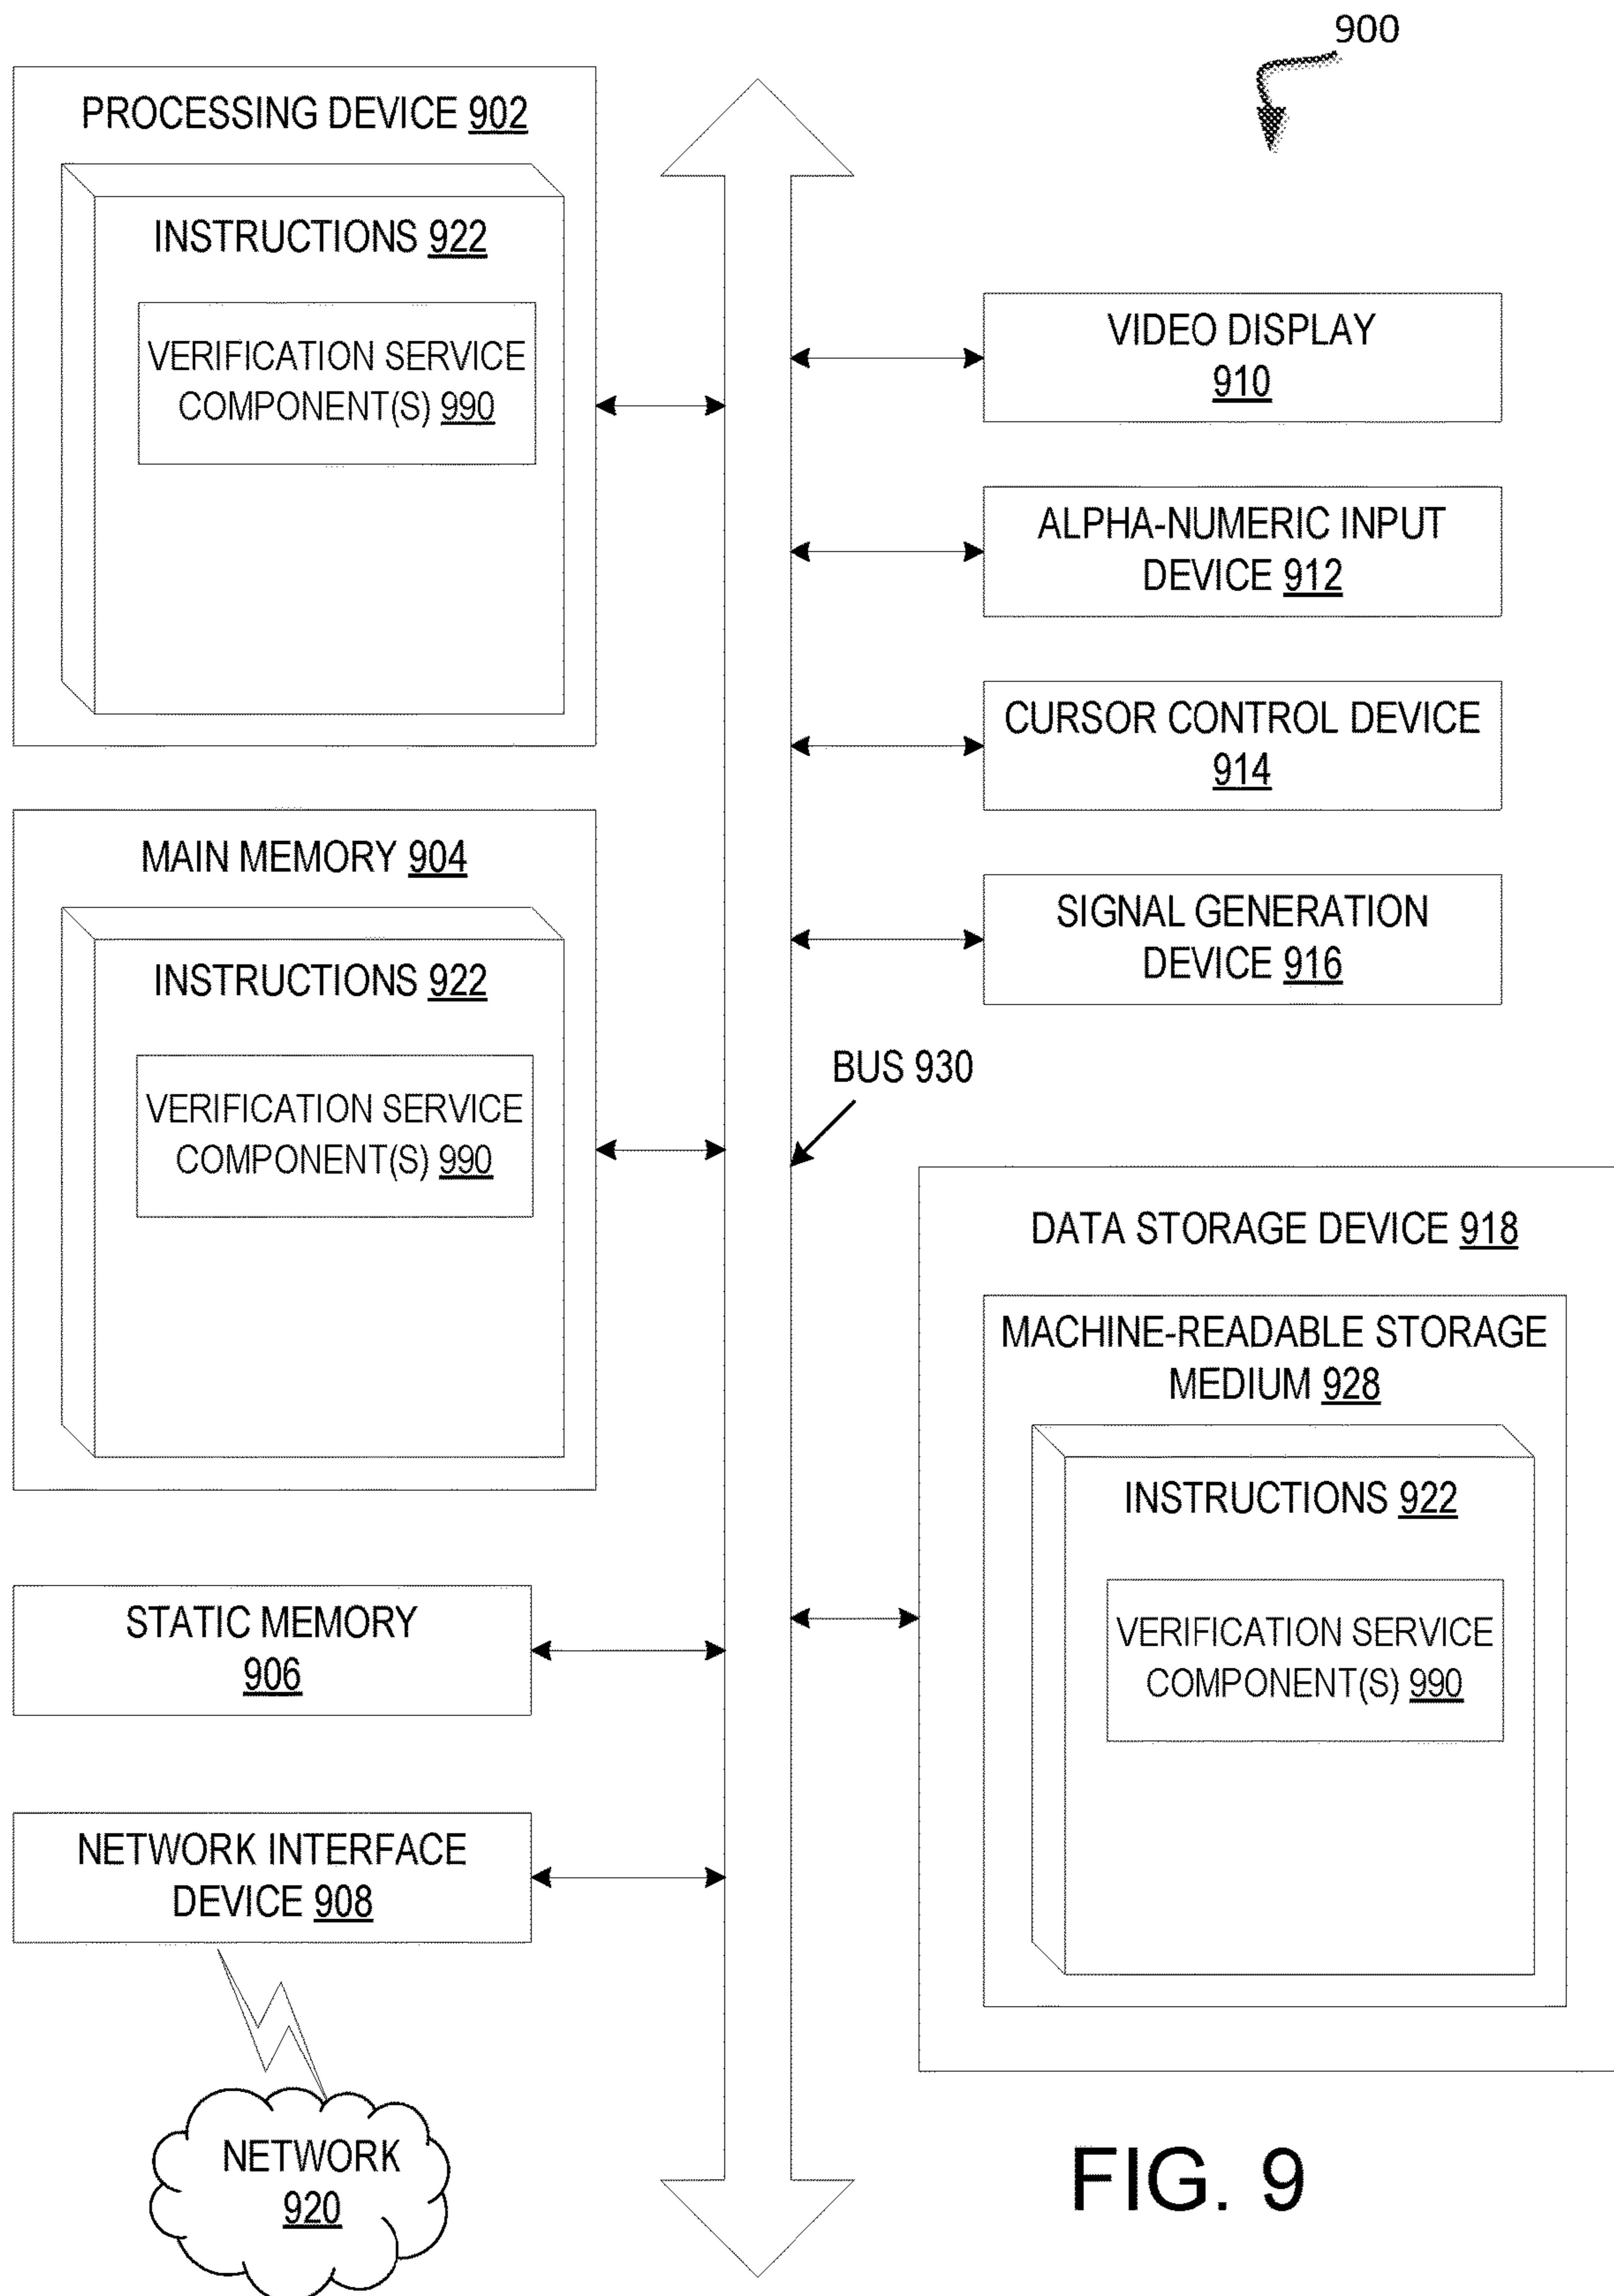 900
PROCESSING DEVICE 902
INSTRUCTIONS 922
VERIFICATION SERVICE
COMPONENT(S) 990
MAIN MEMORY 904
INSTRUCTIONS 922
VERIFICATION SERVICE
COMPONENT(S) 990
STATIC MEMORY
906
NETWORK INTERFACE
DEVICE 908
NETWORK
920
VIDEO DISPLAY
910
ALPHA-NUMERIC INPUT
DEVICE 912
CURSOR CONTROL DEVICE
914
SIGNAL GENERATION
DEVICE 916
BUS 930
DATA STORAGE DEVICE 918
MACHINE-READABLE STORAGE
MEDIUM 928
INSTRUCTIONS 922
VERIFICATION SERVICE
COMPONENT(S) 990
FIG. 9